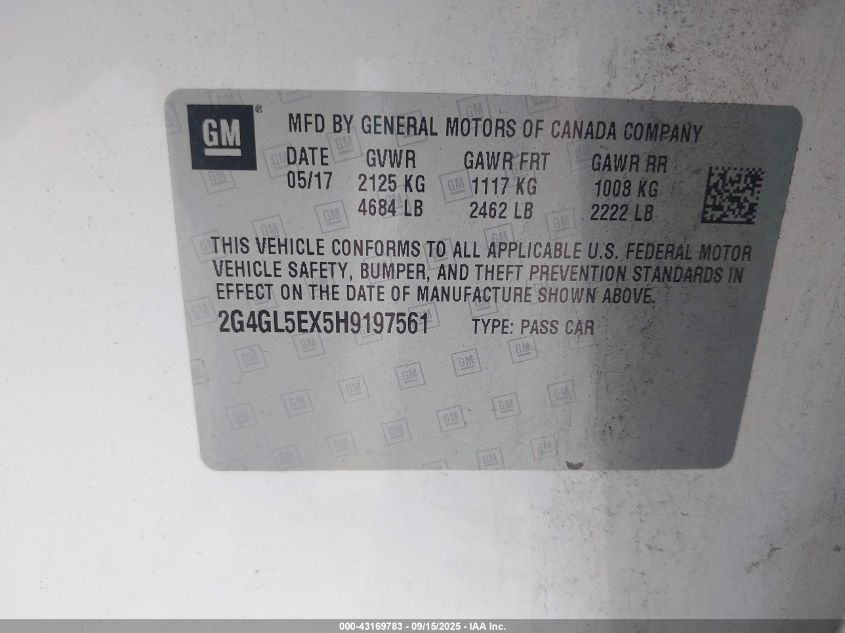 GM ® MFD BY GENERAL MOTORS OF CANADA COMPANY
DATE GVWR GAWR FRT GAWR RR
05/17 2125 KG 1117 KG 1008 KG
4684 LB 2462 LB 2222 LB
THIS VEHICLE CONFORMS TO ALL APPLICABLE U.S. FEDERAL MOTOR
VEHICLE SAFETY, BUMPER, AND THEFT PREVENTION STANDARDS IN
EFFECT ON THE DATE OF MANUFACTURE SHOWN ABOVE.
2G4GL5EX5H9197561 TYPE: PASS CAR
000-43169783 - 09/15/2025 - IAA Inc.